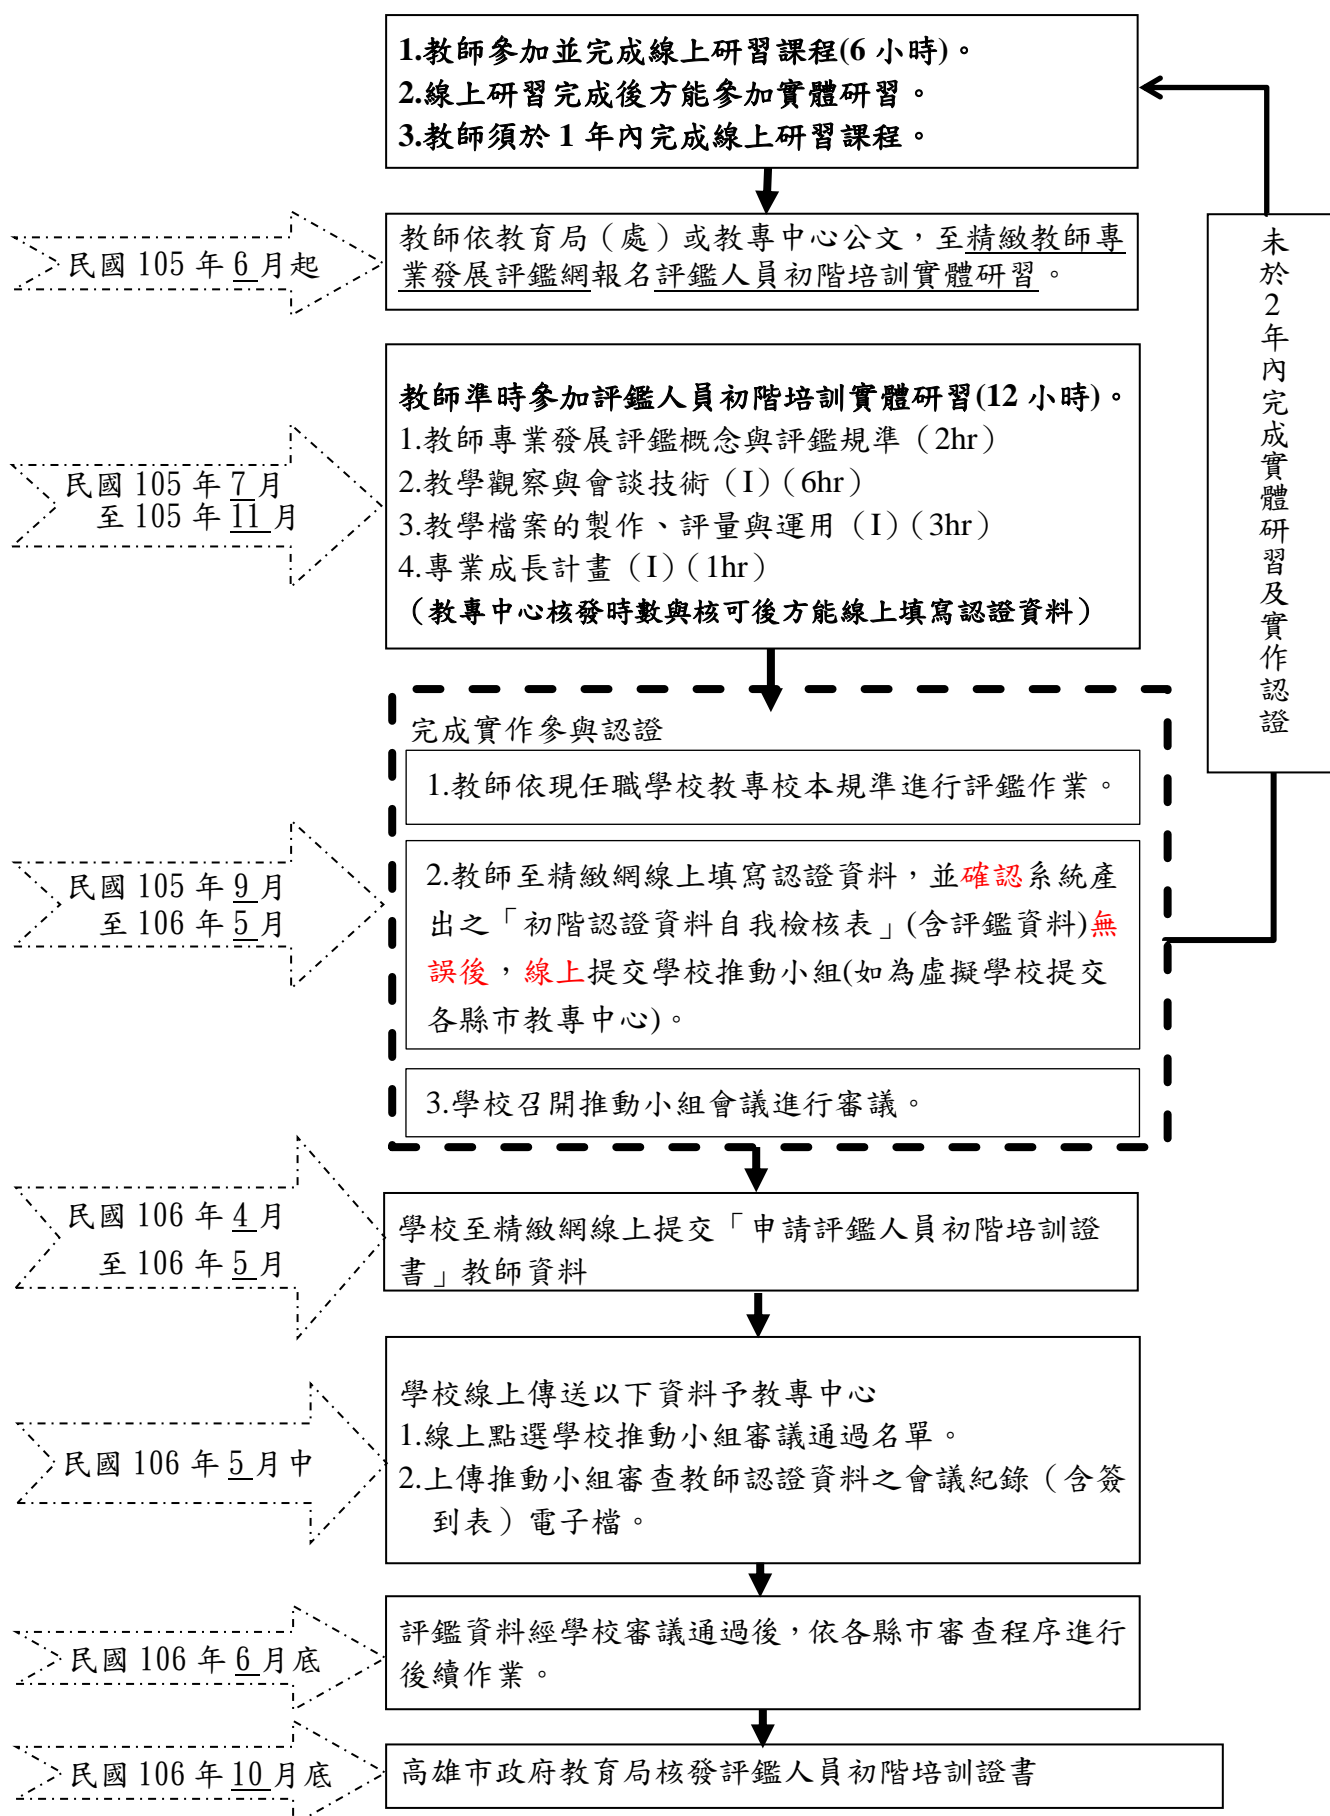 1.教師參加並完成線上研習課程(6 小時)。
2.線上研習完成後方能參加實體研習。
3.教師須於 1 年內完成線上研習課程。
民國 105 年 6 月起
教師依教育局（處）或教專中心公文，至精緻教師專
業發展評鑑網報名評鑑人員初階培訓實體研習。
未於2年內完成實體研習及實作認證
民國 105 年 7 月
至 105 年 11 月
教師準時參加評鑑人員初階培訓實體研習(12 小時)。
1.教師專業發展評鑑概念與評鑑規準（2hr）
2.教學觀察與會談技術（I）（6hr）
3.教學檔案的製作、評量與運用（I）（3hr）
4.專業成長計畫（I）（1hr）
（教專中心核發時數與核可後方能線上填寫認證資料）
完成實作參與認證
1.教師依現任職學校教專校本規準進行評鑑作業。
民國 105 年 9 月
至 106 年 5 月
2.教師至精緻網線上填寫認證資料，並確認系統產
出之「初階認證資料自我檢核表」(含評鑑資料)無
誤後，線上提交學校推動小組(如為虛擬學校提交
各縣市教專中心)。
3.學校召開推動小組會議進行審議。
民國 106 年 4 月
至 106 年 5 月
學校至精緻網線上提交「申請評鑑人員初階培訓證
書」教師資料
民國 106 年 5 月中
學校線上傳送以下資料予教專中心
1.線上點選學校推動小組審議通過名單。
2.上傳推動小組審查教師認證資料之會議紀錄（含簽
到表）電子檔。
民國 106 年 6 月底
評鑑資料經學校審議通過後，依各縣市審查程序進行
後續作業。
民國 106 年 10 月底
高雄市政府教育局核發評鑑人員初階培訓證書